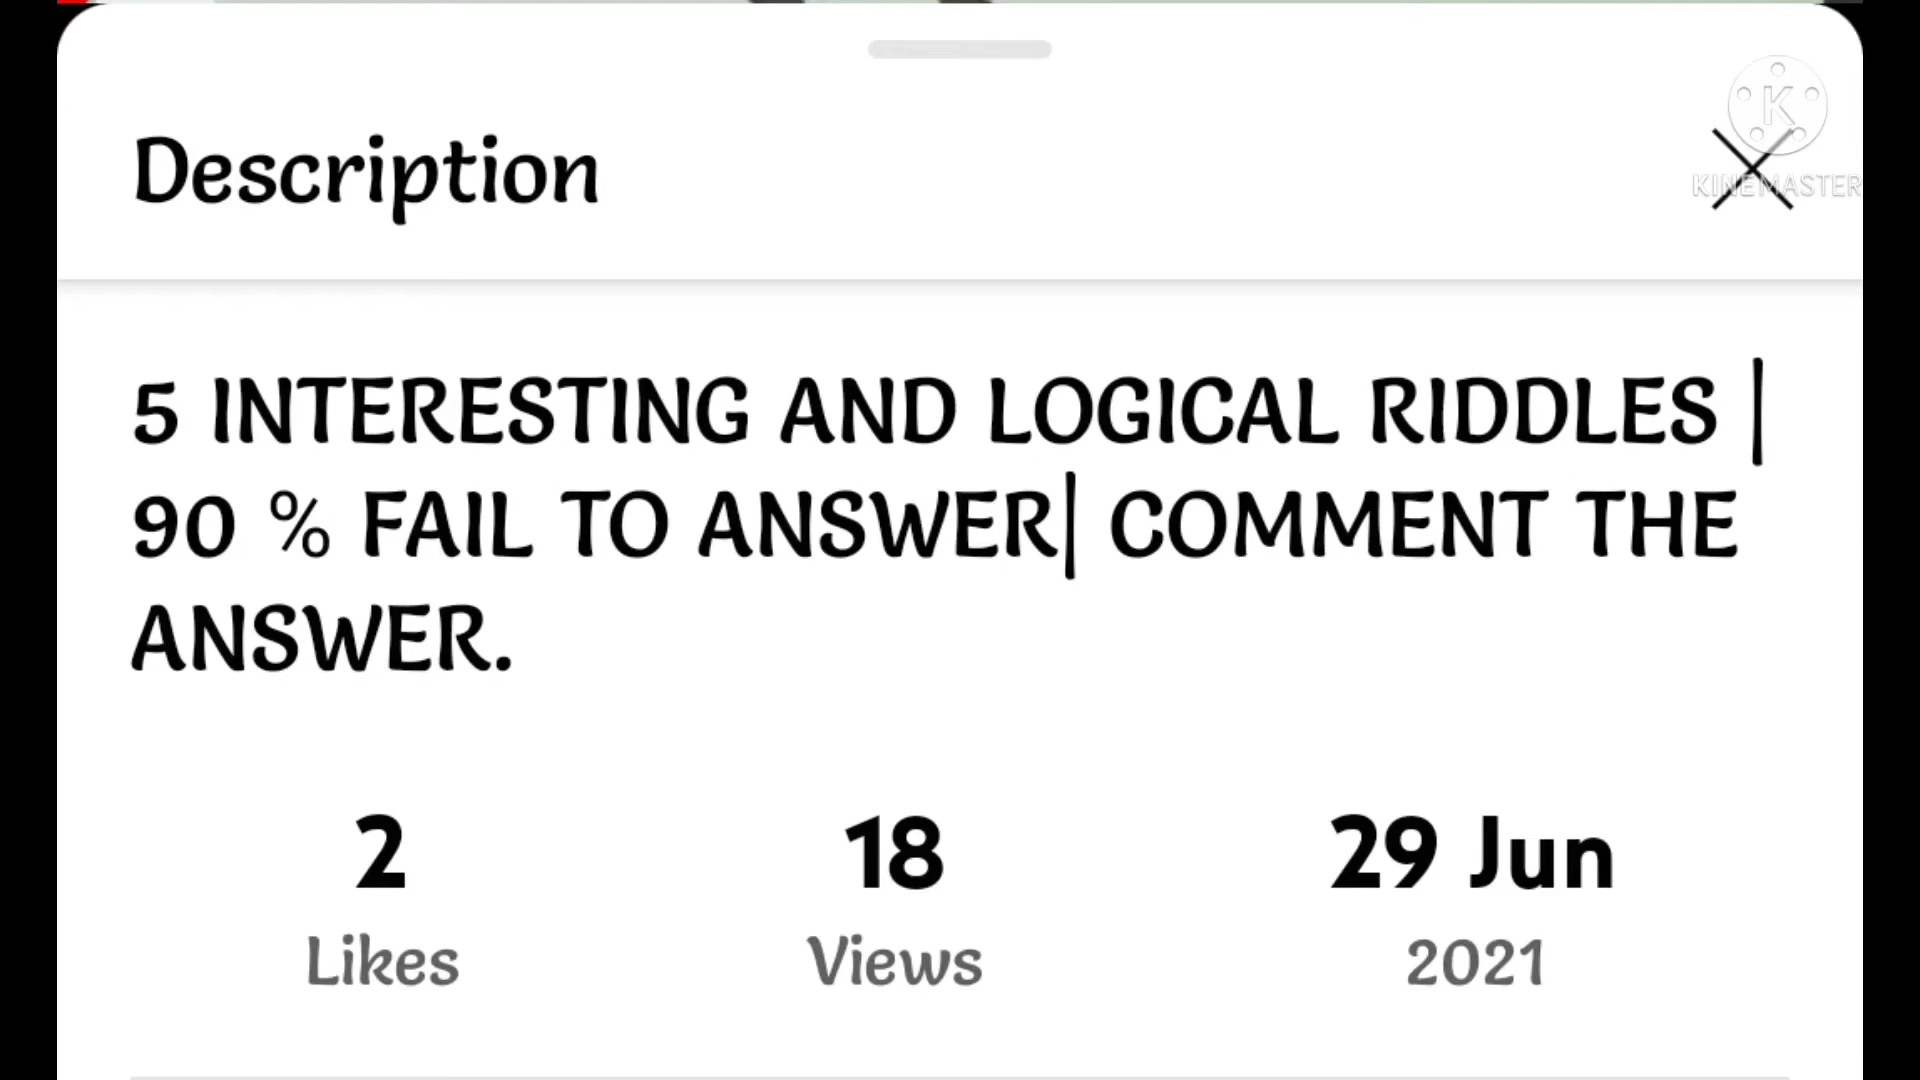 Description
K
KINEMASTER
5 INTERESTING AND LOGICAL RIDDLES |
90 % FAIL TO ANSWER| COMMENT THE
ANSWER.
2
Likes
18
Views
29 Jun
2021